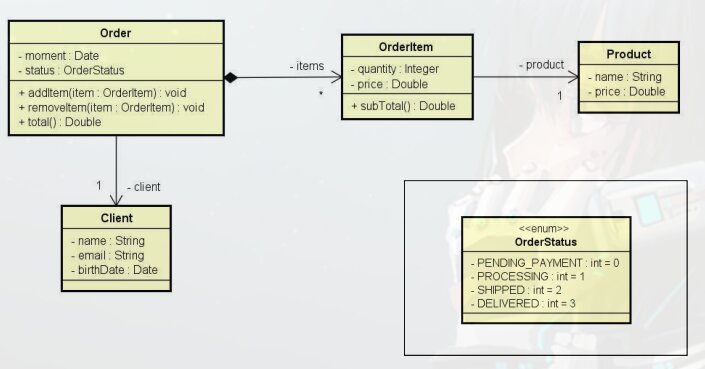 Order
- moment : Date
- status : OrderStatus
+ addItem(item : OrderItem) : void
+ removeItem(item : OrderItem) : void
+ total() : Double
- items
*
OrderItem
- quantity : Integer
- price : Double
+ subTotal() : Double
- product
1
Product
- name : String
- price : Double
1
- client
Client
- name : String
- email : String
- birthDate : Date
<<enum>>
OrderStatus
- PENDING_PAYMENT : int = 0
- PROCESSING : int = 1
- SHIPPED : int = 2
- DELIVERED : int = 3